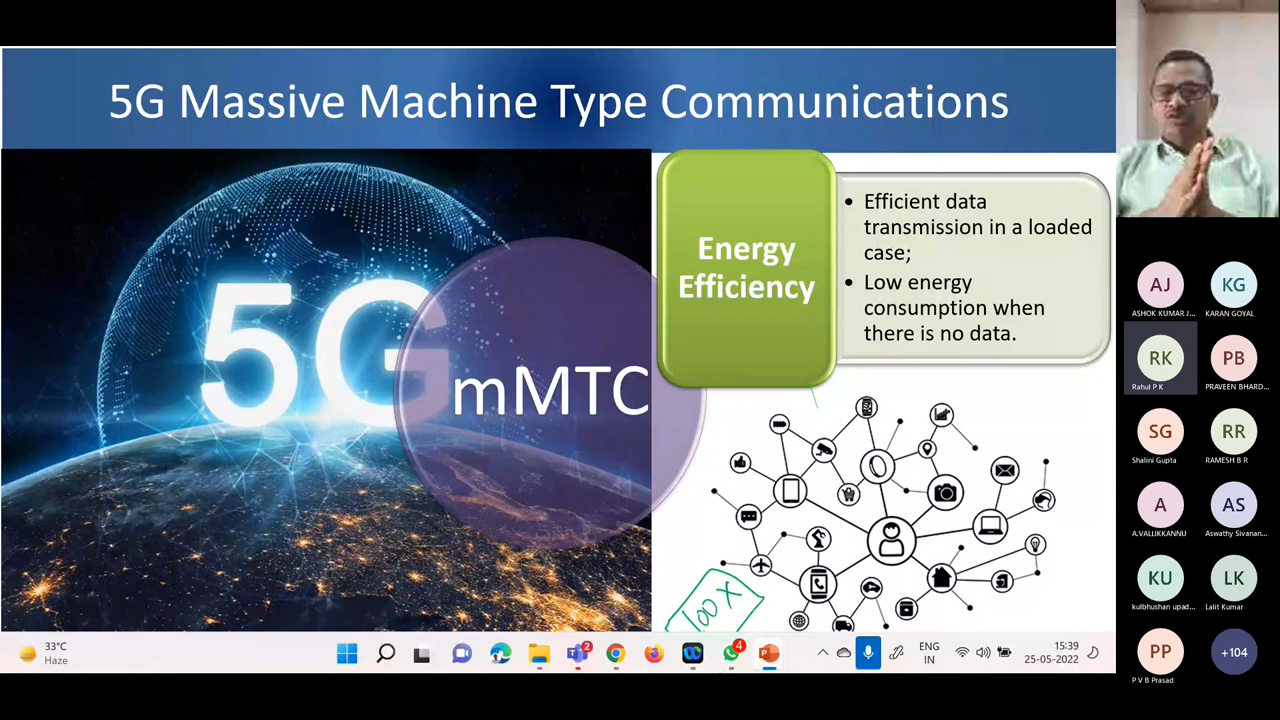 5G Massive Machine Type Communications
5G
mMTC
Energy
Efficiency
• Efficient data
transmission in a loaded
case;
• Low energy
consumption when
there is no data.
100 X
AJ
ASHOK KUMAR J...
KG
KARAN GOYAL
RK
Rahul P K
PB
PRAVEEN BHARD...
SG
Shalini Gupta
RR
RAMESH B R
A
A.VALLIKKANNU
AS
Aswathy Sivanan...
KU
kulbhushan upad...
LK
Lalit Kumar
PP
P V B Prasad
+104
33°C
Haze
2
4
ENG
IN
15:39
25-05-2022